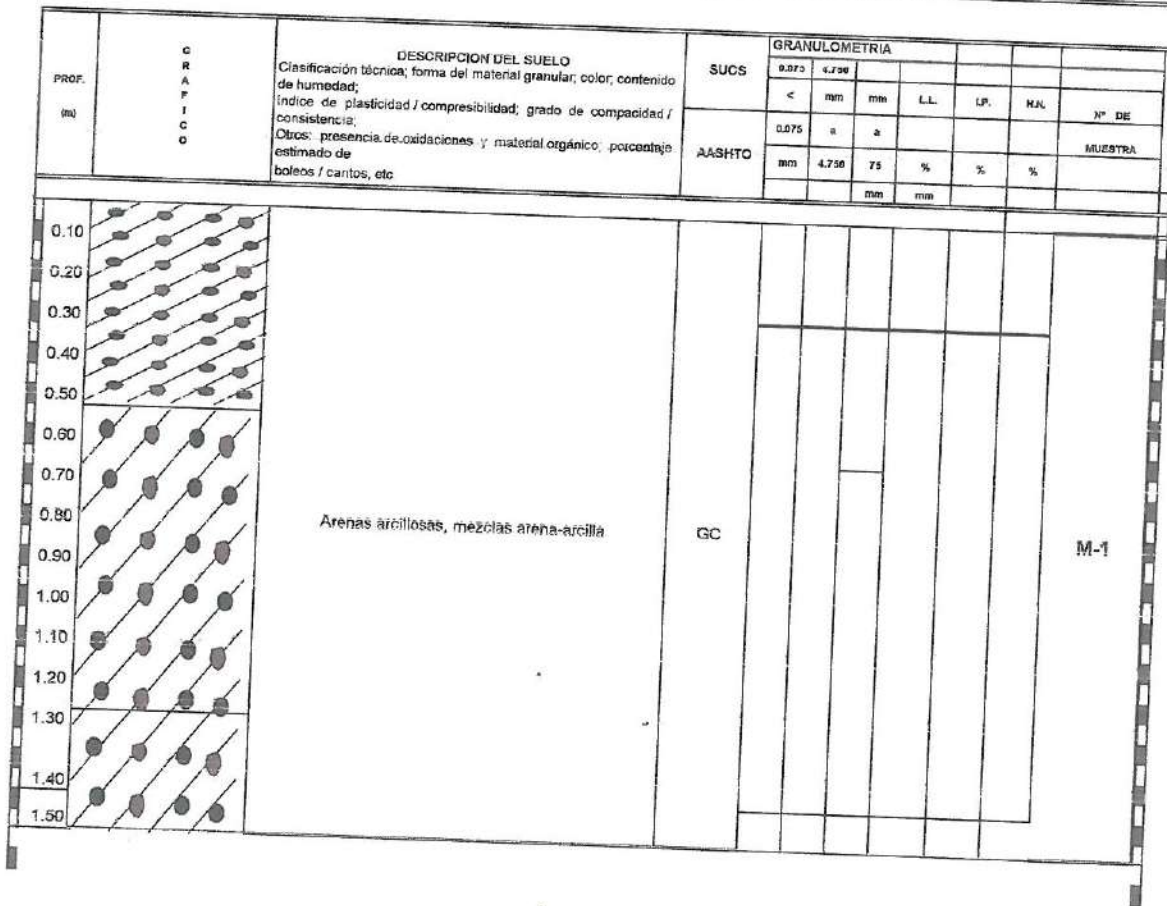 PROF.
(m)
G
R
A
F
I
C
O
DESCRIPCION DEL SUELO
Clasificación técnica; forma del material granular; color; contenido
de humedad;
Índice de plasticidad / compresibilidad; grado de compacidad /
consistencia;
Otros: presencia de oxidaciones y material orgánico; porcentaje
estimado de
boleos / cantos, etc
SUCS
AASHTO
GRANULOMETRIA
0.075 4.750
< mm mm L.L. I.P. H.N.
0.075 a a
mm 4.750 75 % % %
mm mm
N° DE
MUESTRA
0.10
0.20
0.30
0.40
0.50
0.60
0.70
0.80
0.90
1.00
1.10
1.20
1.30
1.40
1.50
Arenas arcillosas, mezclas arena-arcilla
GC
M-1